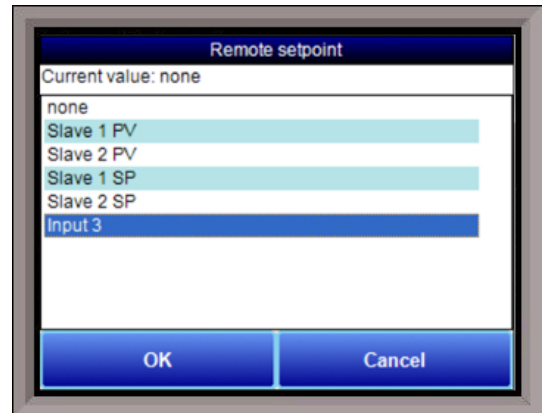 Remote setpoint
Current value: none
none
Slave 1 PV
Slave 2 PV
Slave 1 SP
Slave 2 SP
Input 3
OK
Cancel